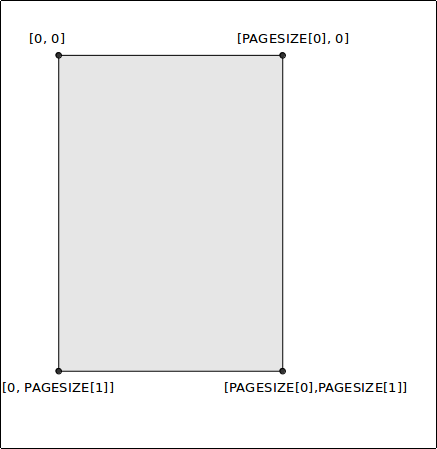 [0, 0]
[PAGESIZE[0], 0]
[0, PAGESIZE[1]]
[PAGESIZE[0],PAGESIZE[1]]